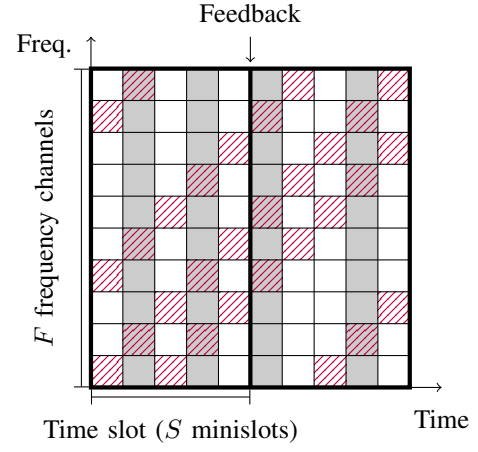 Feedback
Freq.
F frequency channels
Time
Time slot (S minislots)